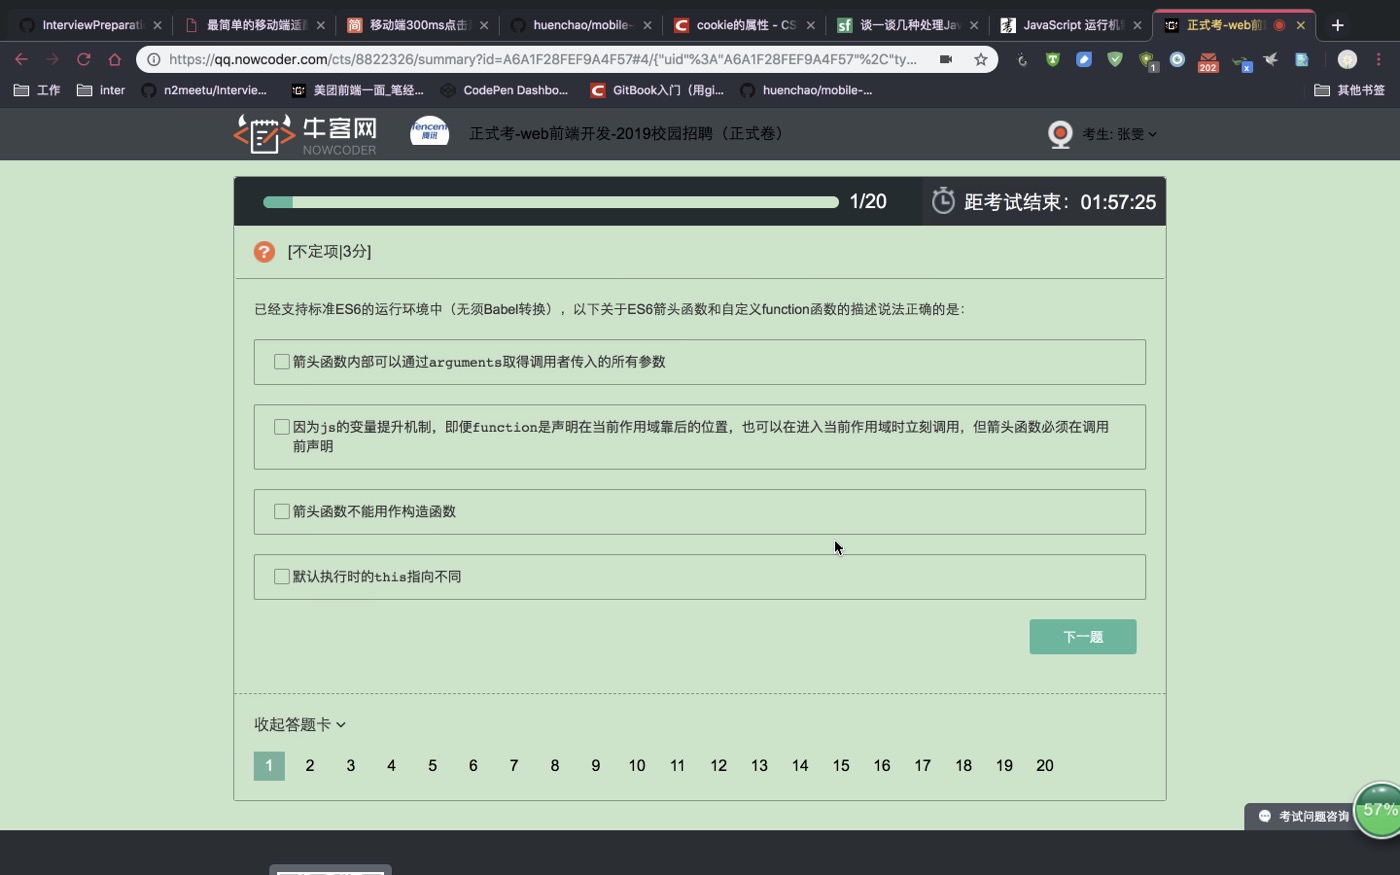 InterviewPreparati
最简单的移动端适
移动端300ms点击
huenchao/mobile-
cookie的属性 - CS
谈一谈几种处理Jav
JavaScript 运行机
正式考-web前
https://qq.nowcoder.com/cts/8822326/summary?id=A6A1F28FEF9A4F57#4/{"uid"%3A"A6A1F28FEF9A4F57"%2C"ty...
1
202
x
工作
inter
n2meetu/Intervie...
美团前端一面_笔经...
CodePen Dashbo...
GitBook入门（用gi...
huenchao/mobile-...
其他书签
牛客网
NOWCODER
Tencent
腾讯
正式考-web前端开发-2019校园招聘（正式卷）
考生: 张雯
1/20
距考试结束：01:57:25
[不定项|3分]
已经支持标准ES6的运行环境中（无须Babel转换），以下关于ES6箭头函数和自定义function函数的描述说法正确的是：
箭头函数内部可以通过arguments取得调用者传入的所有参数
因为js的变量提升机制，即便function是声明在当前作用域靠后的位置，也可以在进入当前作用域时立刻调用，但箭头函数必须在调用
前声明
箭头函数不能用作构造函数
默认执行时的this指向不同
下一题
收起答题卡
1 2 3 4 5 6 7 8 9 10 11 12 13 14 15 16 17 18 19 20
考试问题咨询
57%